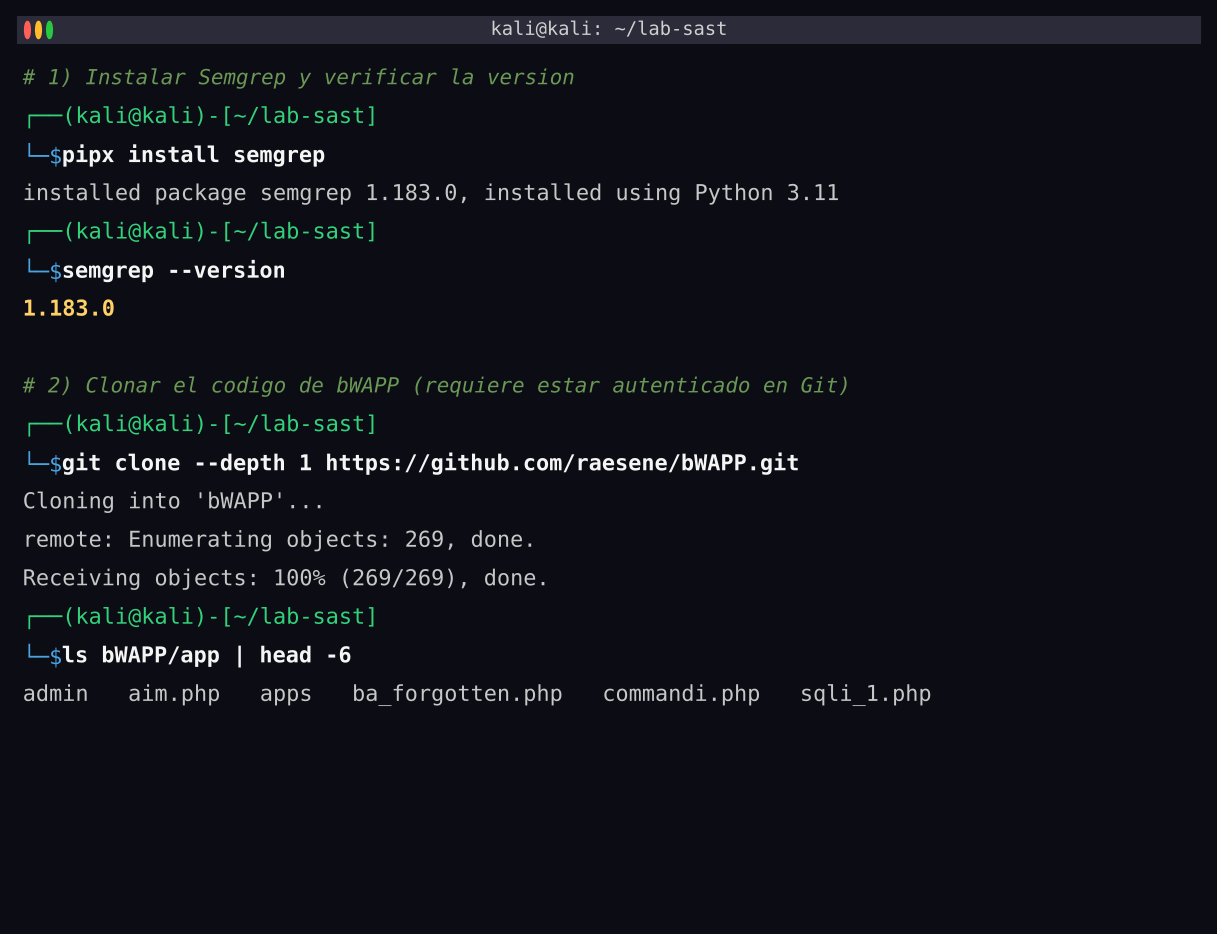 kali@kali: ~/lab-sast
# 1) Instalar Semgrep y verificar la version
┌──(kali@kali)-[~/lab-sast]
└─$pipx install semgrep
installed package semgrep 1.183.0, installed using Python 3.11
┌──(kali@kali)-[~/lab-sast]
└─$semgrep --version
1.183.0
# 2) Clonar el codigo de bWAPP (requiere estar autenticado en Git)
┌──(kali@kali)-[~/lab-sast]
└─$git clone --depth 1 https://github.com/raesene/bWAPP.git
Cloning into 'bWAPP'...
remote: Enumerating objects: 269, done.
Receiving objects: 100% (269/269), done.
┌──(kali@kali)-[~/lab-sast]
└─$ls bWAPP/app | head -6
admin   aim.php   apps   ba_forgotten.php   commandi.php   sqli_1.php